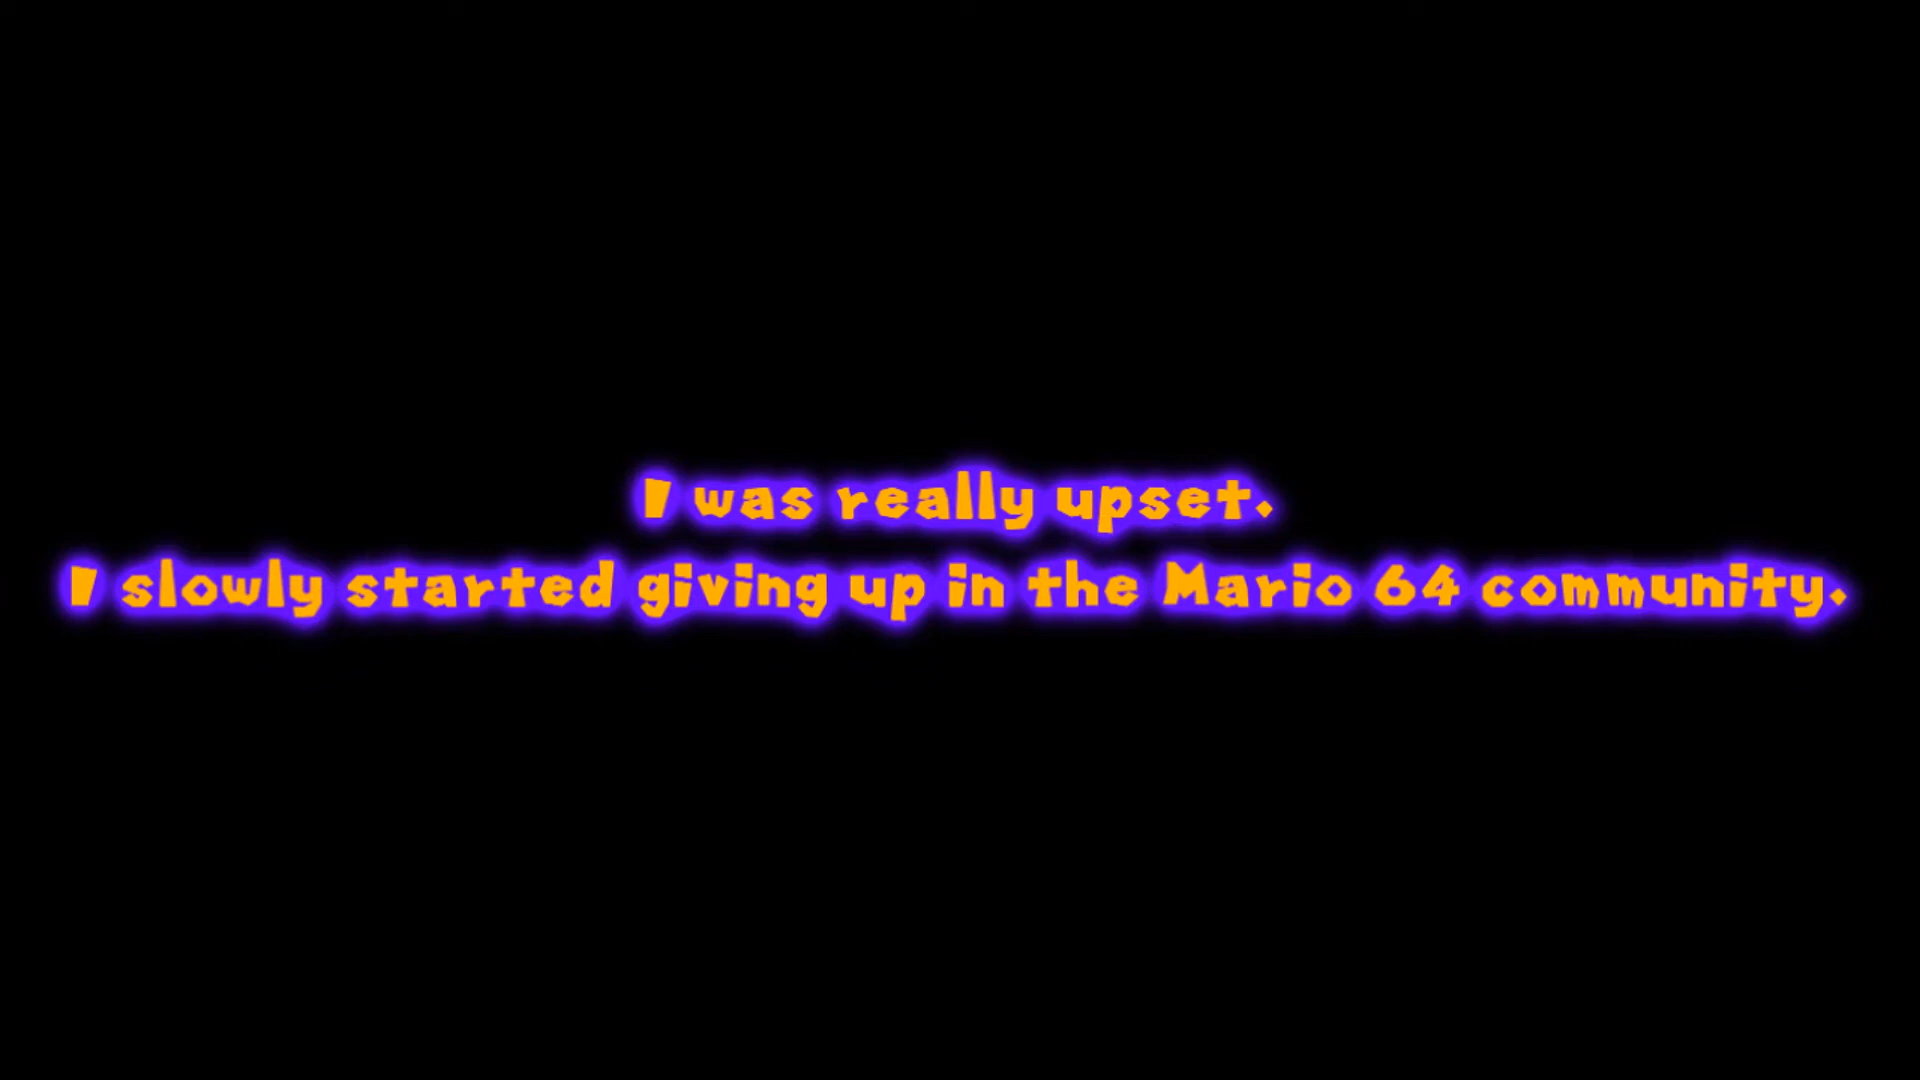 I was really upset.
I slowly started giving up in the Mario 64 community.